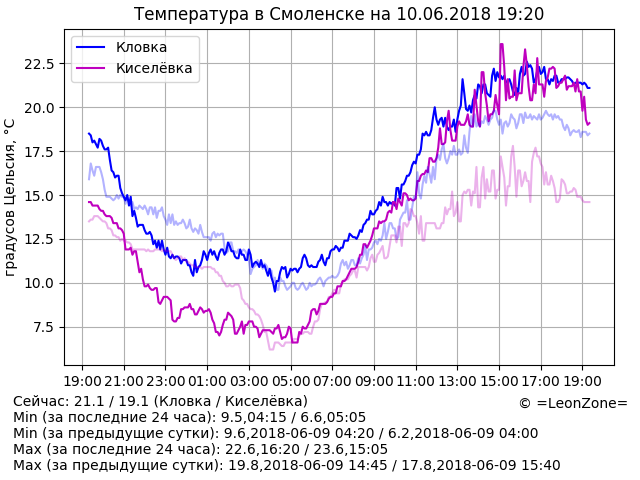 Температура в Смоленске на 10.06.2018 19:20
Кловка
Киселёвка
градусов Цельсия, °C
22.5
20.0
17.5
15.0
12.5
10.0
7.5
19:00 21:00 23:00 01:00 03:00 05:00 07:00 09:00 11:00 13:00 15:00 17:00 19:00
Сейчас: 21.1 / 19.1 (Кловка / Киселёвка)
© =LeonZone=
Min (за последние 24 часа): 9.5,04:15 / 6.6,05:05
Min (за предыдущие сутки): 9.6,2018-06-09 04:20 / 6.2,2018-06-09 04:00
Max (за последние 24 часа): 22.6,16:20 / 23.6,15:05
Max (за предыдущие сутки): 19.8,2018-06-09 14:45 / 17.8,2018-06-09 15:40